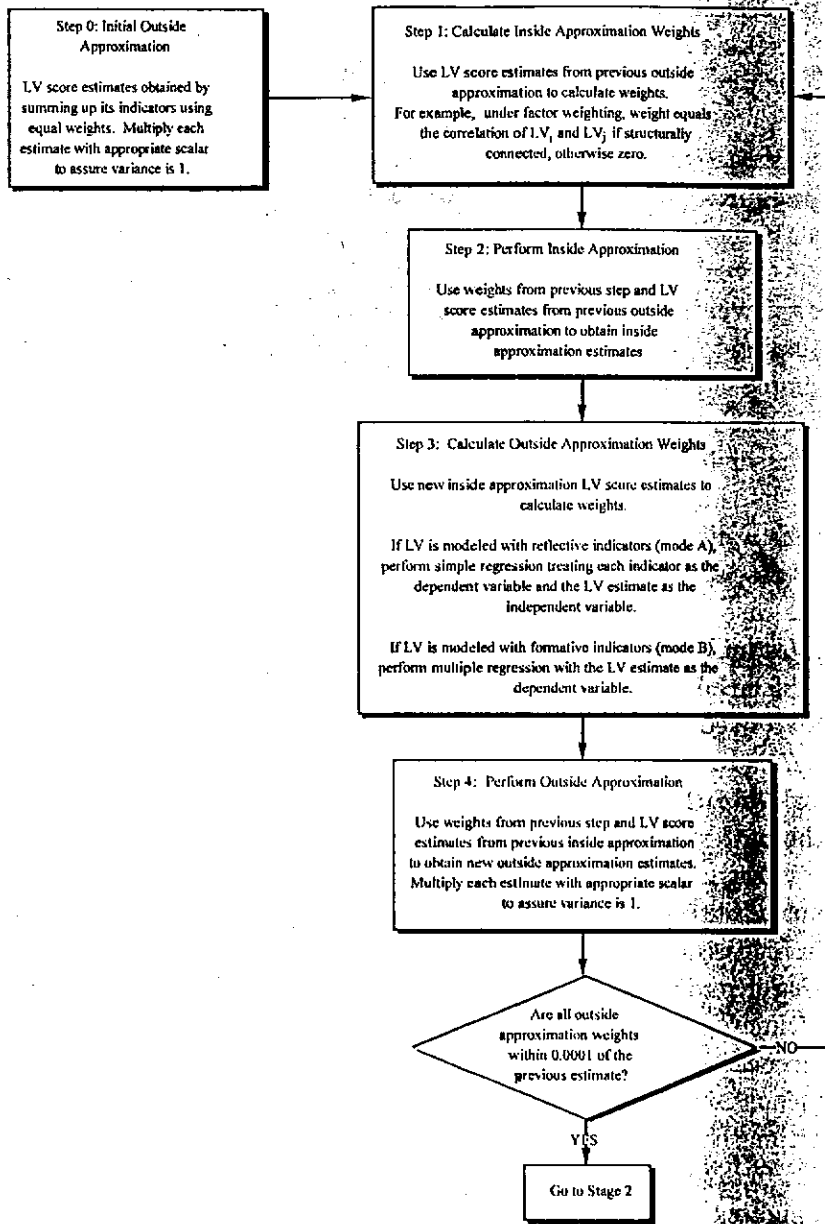 Step 0: Initial Outside
Approximation
LV score estimates obtained by
summing up its indicators using
equal weights. Multiply each
estimate with appropriate scalar
to assure variance is 1.
Step 1: Calculate Inside Approximation Weights
Use LV score estimates from previous outside
approximation to calculate weights.
For example, under factor weighting, weight equals
the correlation of LVi and LVj if structurally
connected, otherwise zero.
Step 2: Perform Inside Approximation
Use weights from previous step and LV
score estimates from previous outside
approximation to obtain inside
approximation estimates
Step 3: Calculate Outside Approximation Weights
Use new inside approximation LV score estimates to
calculate weights.
If LV is modeled with reflective indicators (mode A),
perform simple regression treating each indicator as the
dependent variable and the LV estimate as the
independent variable.
If LV is modeled with formative indicators (mode B),
perform multiple regression with the LV estimate as the
dependent variable.
Step 4: Perform Outside Approximation
Use weights from previous step and LV score
estimates from previous inside approximation
to obtain new outside approximation estimates.
Multiply each estimate with appropriate scalar
to assure variance is 1.
Are all outside
approximation weights
within 0.0001 of the
previous estimate?
NO
YES
Go to Stage 2